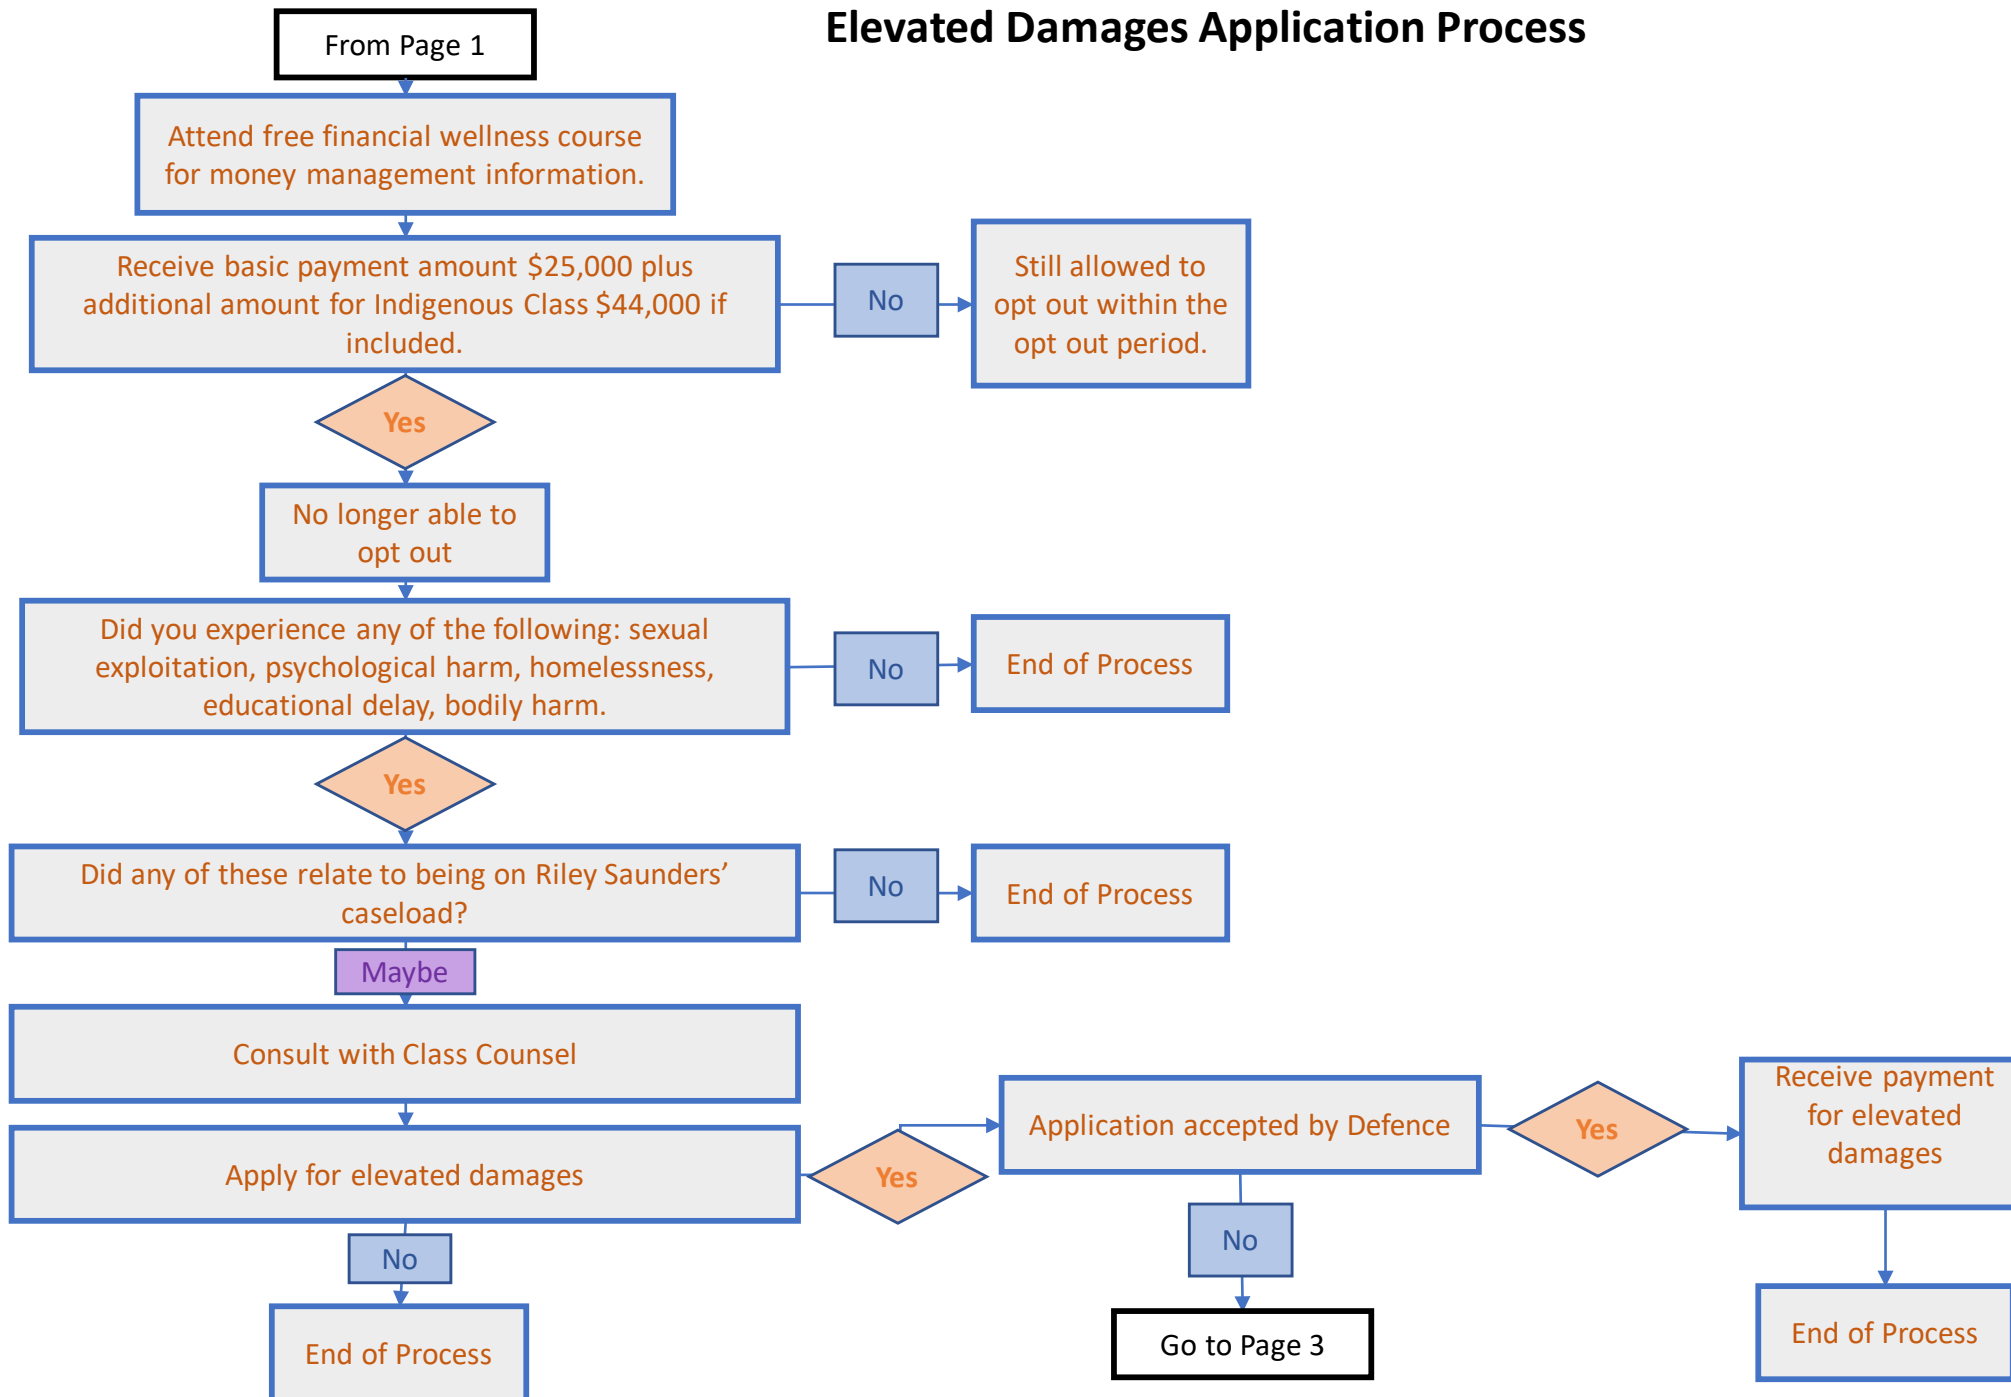 Elevated Damages Application Process
From Page 1
Attend free financial wellness course
for money management information.
Receive basic payment amount $25,000 plus
additional amount for Indigenous Class $44,000 if
included.
No
Still allowed to
opt out within the
opt out period.
Yes
No longer able to
opt out
Did you experience any of the following: sexual
exploitation, psychological harm, homelessness,
educational delay, bodily harm.
No
End of Process
Yes
Did any of these relate to being on Riley Saunders’
caseload?
No
End of Process
Maybe
Consult with Class Counsel
Apply for elevated damages
Yes
Application accepted by Defence
Yes
Receive payment
for elevated
damages
No
End of Process
No
Go to Page 3
End of Process